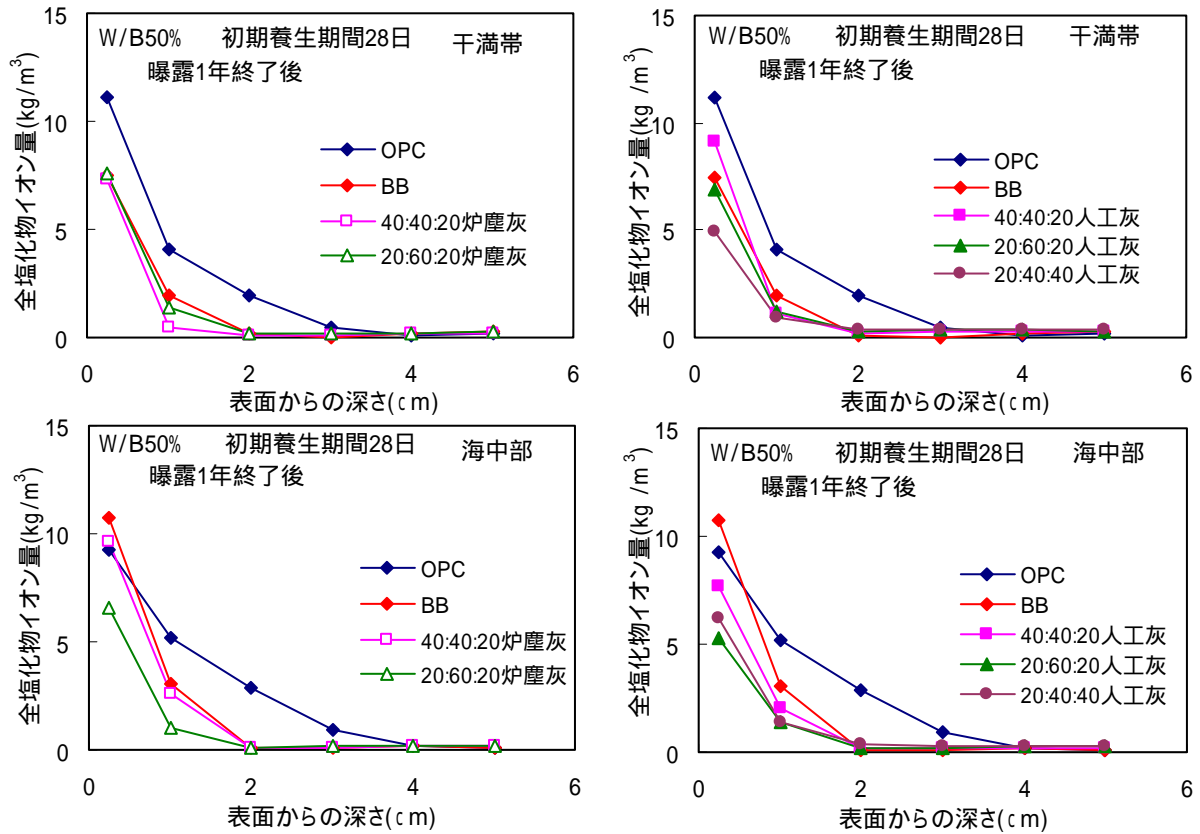 15
10
5
0
0
2
4
6
全塩化物イオン量(kg/m³)
表面からの深さ(cm)
W/B50% 初期養生期間28日 干満帯
曝露1年終了後
OPC
BB
40:40:20炉塵灰
20:60:20炉塵灰
15
10
5
0
0
2
4
6
全塩化物イオン量(kg /m³)
表面からの深さ(cm)
W/B50% 初期養生期間28日 干満帯
曝露1年終了後
OPC
BB
40:40:20人工灰
20:60:20人工灰
20:40:40人工灰
15
10
5
0
0
2
4
6
全塩化物イオン量(kg/m³)
表面からの深さ(cm)
W/B50% 初期養生期間28日 海中部
曝露1年終了後
OPC
BB
40:40:20炉塵灰
20:60:20炉塵灰
15
10
5
0
0
2
4
6
全塩化物イオン量(kg /m³)
表面からの深さ(cm)
W/B50% 初期養生期間28日 海中部
曝露1年終了後
OPC
BB
40:40:20人工灰
20:60:20人工灰
20:40:40人工灰